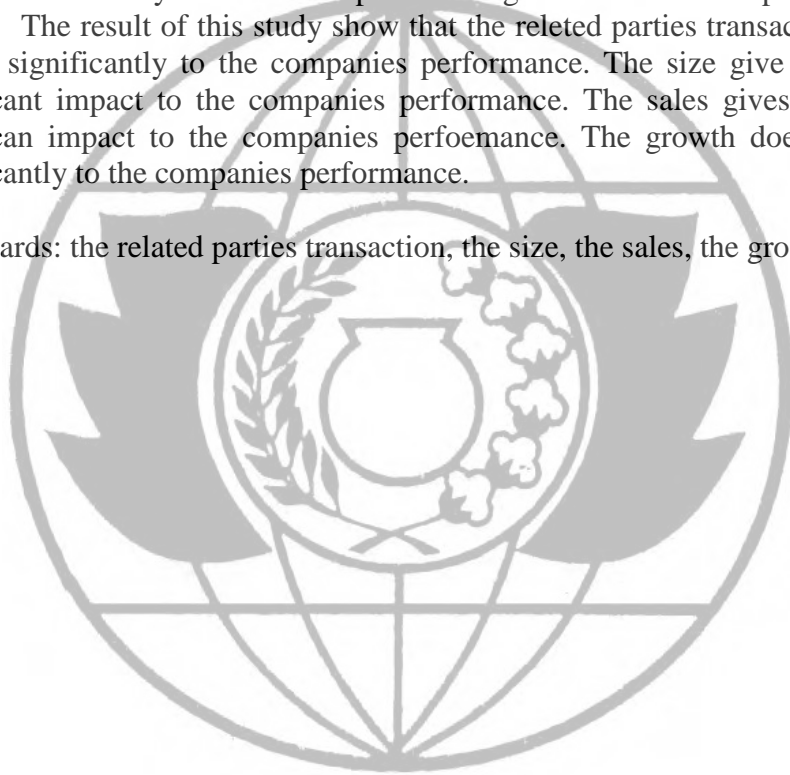 The result of this study show that the releted parties transac
significantly to the companies performance. The size give
cant impact to the companies performance. The sales gives
can impact to the companies perfoemance. The growth doe
cantly to the companies performance.
ards: the related parties transaction, the size, the sales, the gro